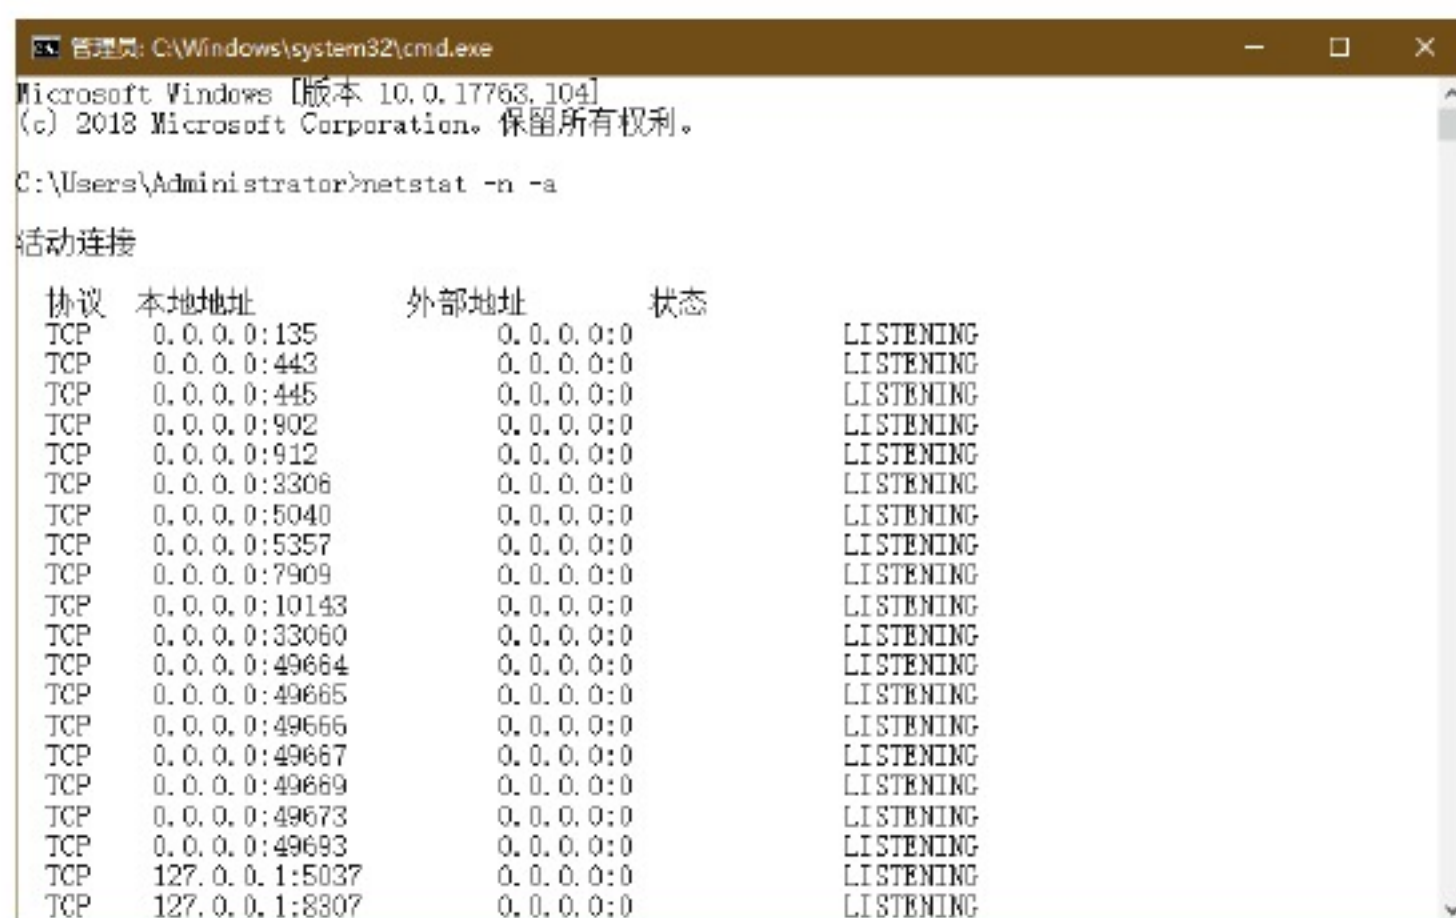 管理员: C:\Windows\system32\cmd.exe
Microsoft Windows [版本 10.0.17763.104]
(c) 2018 Microsoft Corporation。保留所有权利。
C:\Users\Administrator>netstat -n -a
活动连接
协议 本地地址 外部地址 状态
TCP 0.0.0.0:135 0.0.0.0:0 LISTENING
TCP 0.0.0.0:443 0.0.0.0:0 LISTENING
TCP 0.0.0.0:445 0.0.0.0:0 LISTENING
TCP 0.0.0.0:902 0.0.0.0:0 LISTENING
TCP 0.0.0.0:912 0.0.0.0:0 LISTENING
TCP 0.0.0.0:3306 0.0.0.0:0 LISTENING
TCP 0.0.0.0:5040 0.0.0.0:0 LISTENING
TCP 0.0.0.0:5357 0.0.0.0:0 LISTENING
TCP 0.0.0.0:7909 0.0.0.0:0 LISTENING
TCP 0.0.0.0:10143 0.0.0.0:0 LISTENING
TCP 0.0.0.0:33060 0.0.0.0:0 LISTENING
TCP 0.0.0.0:49664 0.0.0.0:0 LISTENING
TCP 0.0.0.0:49665 0.0.0.0:0 LISTENING
TCP 0.0.0.0:49666 0.0.0.0:0 LISTENING
TCP 0.0.0.0:49667 0.0.0.0:0 LISTENING
TCP 0.0.0.0:49669 0.0.0.0:0 LISTENING
TCP 0.0.0.0:49673 0.0.0.0:0 LISTENING
TCP 0.0.0.0:49693 0.0.0.0:0 LISTENING
TCP 127.0.0.1:5037 0.0.0.0:0 LISTENING
TCP 127.0.0.1:8307 0.0.0.0:0 LISTENING